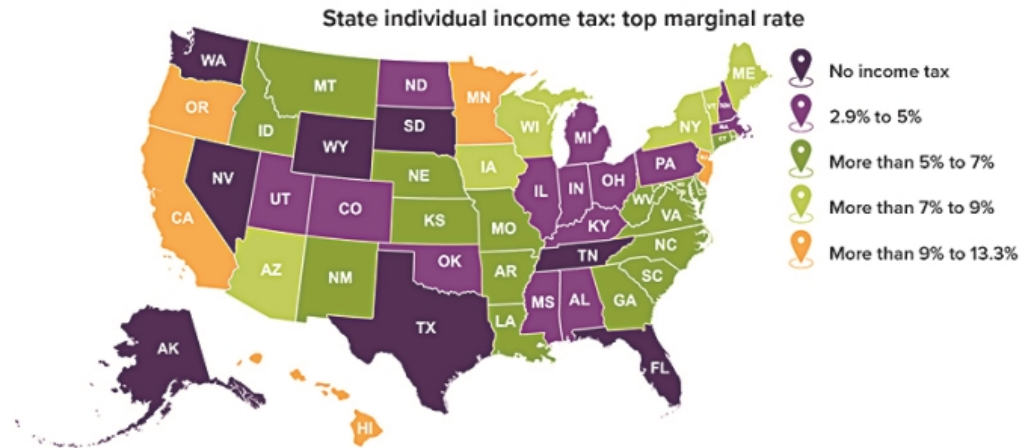 State individual income tax: top marginal rate
WA
MT
ND
MN
ME
OR
ID
SD
WI
MI
VT
NH
NY
MA
CT
WY
NV
UT
CO
NE
IA
IL
IN
OH
PA
CA
KS
MO
KY
WV
VA
AZ
NM
OK
AR
TN
NC
SC
TX
LA
MS
AL
GA
FL
AK
HI
No income tax
2.9% to 5%
More than 5% to 7%
More than 7% to 9%
More than 9% to 13.3%